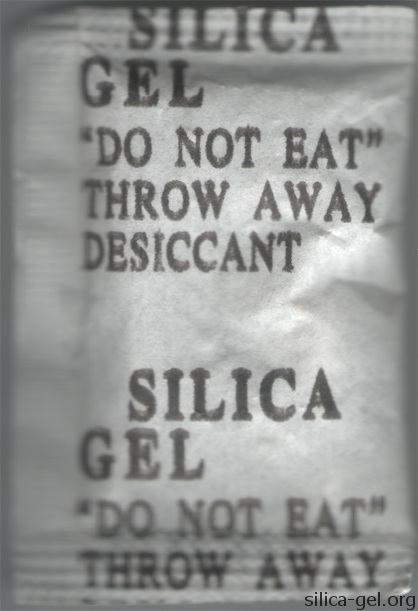 SILICA
GEL
“DO NOT EAT”
THROW AWAY
DESICCANT
SILICA
GEL
“DO NOT EAT”
THROW AWAY
silica-gel.org